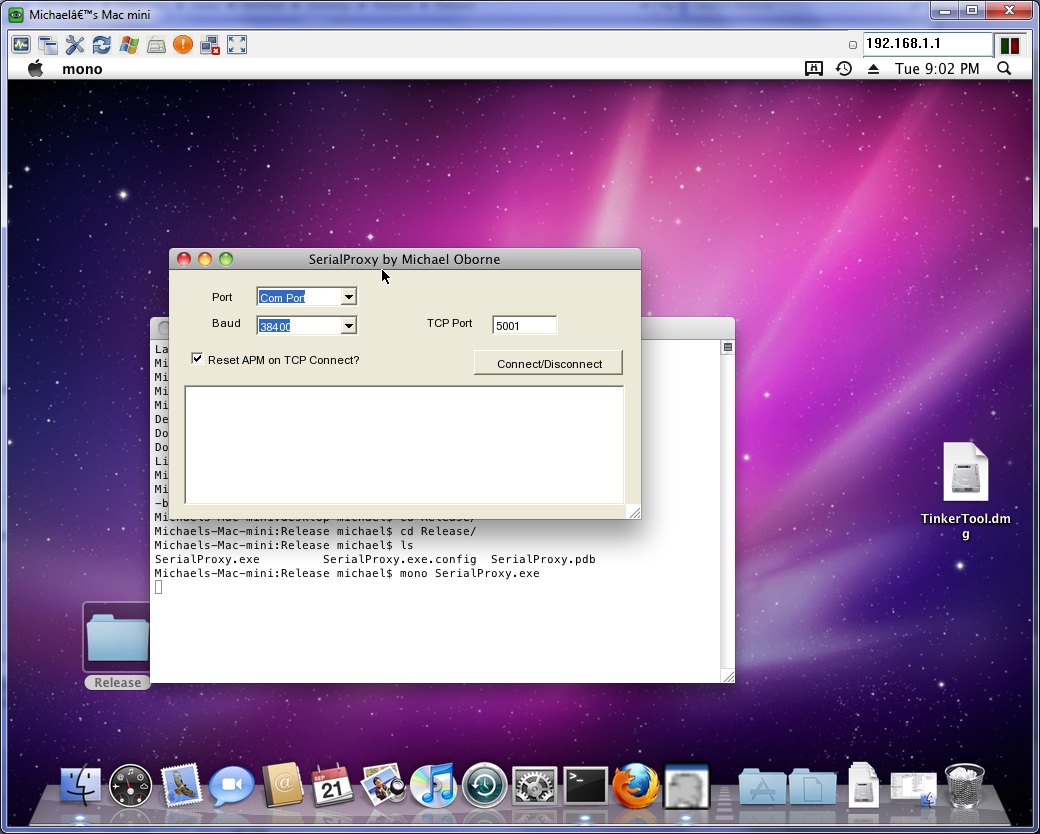 Michaelâ€™s Mac mini
192.168.1.1
mono
Tue 9:02 PM
SerialProxy by Michael Oborne
Port
Com Port
Baud
38400
TCP Port
5001
Reset APM on TCP Connect?
Connect/Disconnect
La
Mi
Mi
Mi
Mi
De
Do
Do
Li
Mi
Mi
-b
Michaels-Mac-mini:desktop michael$ cd Release/
Michaels-Mac-mini:Release michael$ cd Release/
Michaels-Mac-mini:Release michael$ ls
SerialProxy.exe SerialProxy.exe.config SerialProxy.pdb
Michaels-Mac-mini:Release michael$ mono SerialProxy.exe
TinkerTool.dm
g
Release
SEP
21